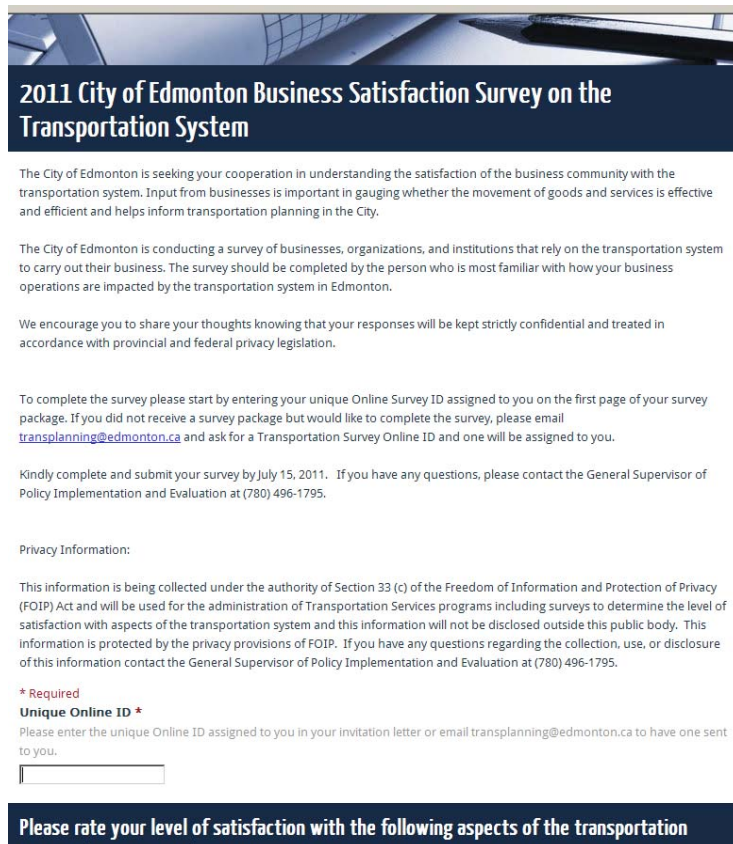 2011 City of Edmonton Business Satisfaction Survey on the
Transportation System
The City of Edmonton is seeking your cooperation in understanding the satisfaction of the business community with the
transportation system. Input from businesses is important in gauging whether the movement of goods and services is effective
and efficient and helps inform transportation planning in the City.
The City of Edmonton is conducting a survey of businesses, organizations, and institutions that rely on the transportation system
to carry out their business. The survey should be completed by the person who is most familiar with how your business
operations are impacted by the transportation system in Edmonton.
We encourage you to share your thoughts knowing that your responses will be kept strictly confidential and treated in
accordance with provincial and federal privacy legislation.
To complete the survey please start by entering your unique Online Survey ID assigned to you on the first page of your survey
package. If you did not receive a survey package but would like to complete the survey, please email
transplanning@edmonton.ca and ask for a Transportation Survey Online ID and one will be assigned to you.
Kindly complete and submit your survey by July 15, 2011. If you have any questions, please contact the General Supervisor of
Policy Implementation and Evaluation at (780) 496-1795.
Privacy Information:
This information is being collected under the authority of Section 33 (c) of the Freedom of Information and Protection of Privacy
(FOIP) Act and will be used for the administration of Transportation Services programs including surveys to determine the level of
satisfaction with aspects of the transportation system and this information will not be disclosed outside this public body. This
information is protected by the privacy provisions of FOIP. If you have any questions regarding the collection, use, or disclosure
of this information contact the General Supervisor of Policy Implementation and Evaluation at (780) 496-1795.
* Required
Unique Online ID *
Please enter the unique Online ID assigned to you in your invitation letter or email transplanning@edmonton.ca to have one sent
to you.
Please rate your level of satisfaction with the following aspects of the transportation